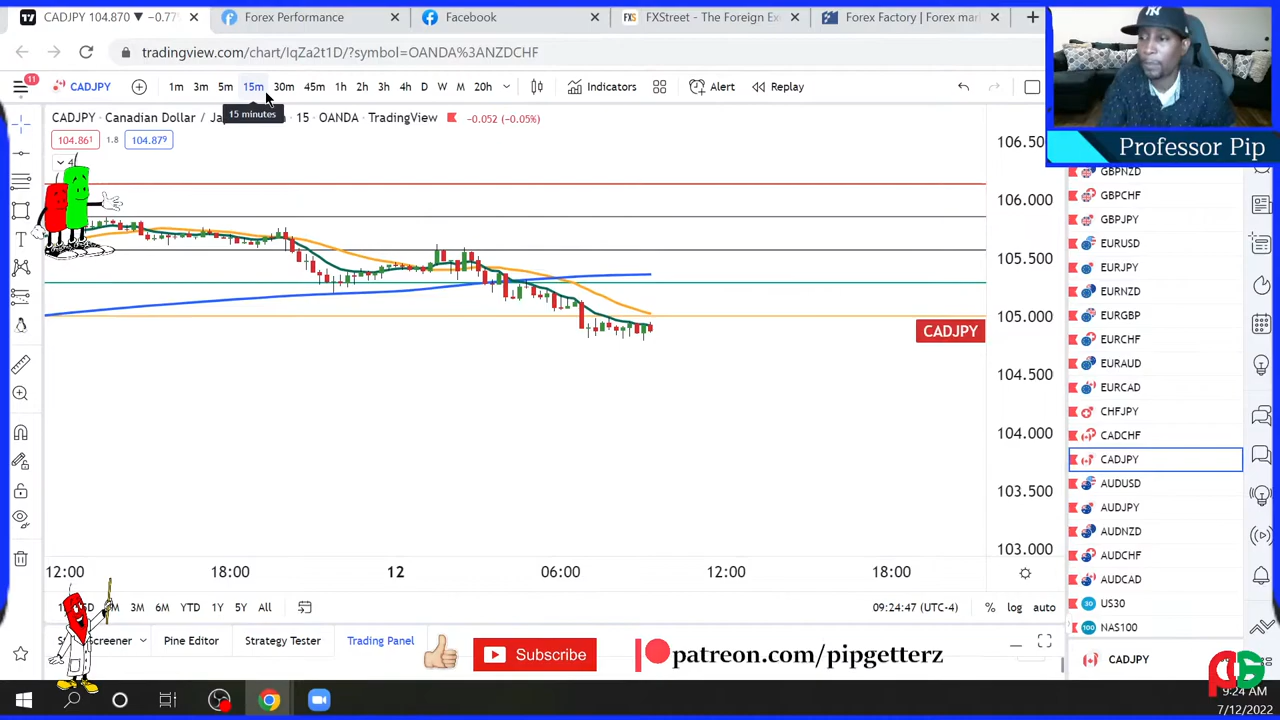 CADJPY 104.870 ▼ −0.77%
Forex Performance
Facebook
FXStreet - The Foreign Ex
Forex Factory | Forex mar
tradingview.com/chart/IqZa2t1D/?symbol=OANDA%3ANZDCHF
11
CADJPY
1m 3m 5m 15m 30m 45m 1h 2h 3h 4h D W M 20h
Indicators
Alert
Replay
15 minutes
CADJPY · Canadian Dollar / Ja
· 15 · OANDA · TradingView
−0.052 (−0.05%)
104.861
1.8
104.879
4
Professor Pip
106.50
106.000
105.500
105.000
104.500
104.000
103.500
103.000
CADJPY
GBPNZD
GBPCHF
GBPJPY
EURUSD
EURJPY
EURNZD
EURGBP
EURCHF
EURAUD
EURCAD
CHFJPY
CADCHF
CADJPY
AUDUSD
AUDJPY
AUDNZD
AUDCHF
AUDCAD
30 US30
100 NAS100
CADJPY
12:00 18:00 12 06:00 12:00 18:00
3M 6M YTD 1Y 5Y All
09:24:47 (UTC-4)
% log auto
Pine Editor
Strategy Tester
Trading Panel
Subscribe
patreon.com/pipgetterz
9:24 AM
7/12/2022